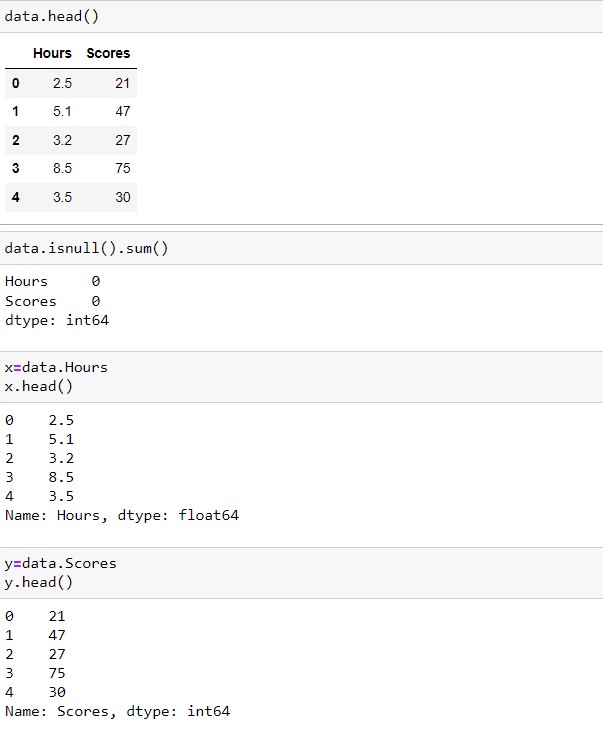 data.head()
Hours Scores
0 2.5 21
1 5.1 47
2 3.2 27
3 8.5 75
4 3.5 30
data.isnull().sum()
Hours     0
Scores    0
dtype: int64
x=data.Hours
x.head()
0    2.5
1    5.1
2    3.2
3    8.5
4    3.5
Name: Hours, dtype: float64
y=data.Scores
y.head()
0    21
1    47
2    27
3    75
4    30
Name: Scores, dtype: int64